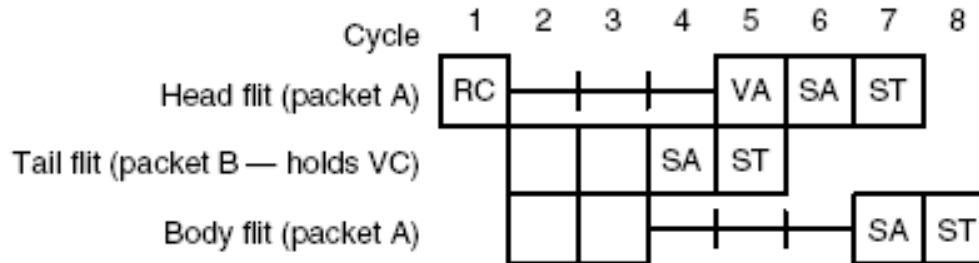 Cycle 1 2 3 4 5 6 7 8
Head flit (packet A) RC VA SA ST
Tail flit (packet B — holds VC) SA ST
Body flit (packet A) SA ST